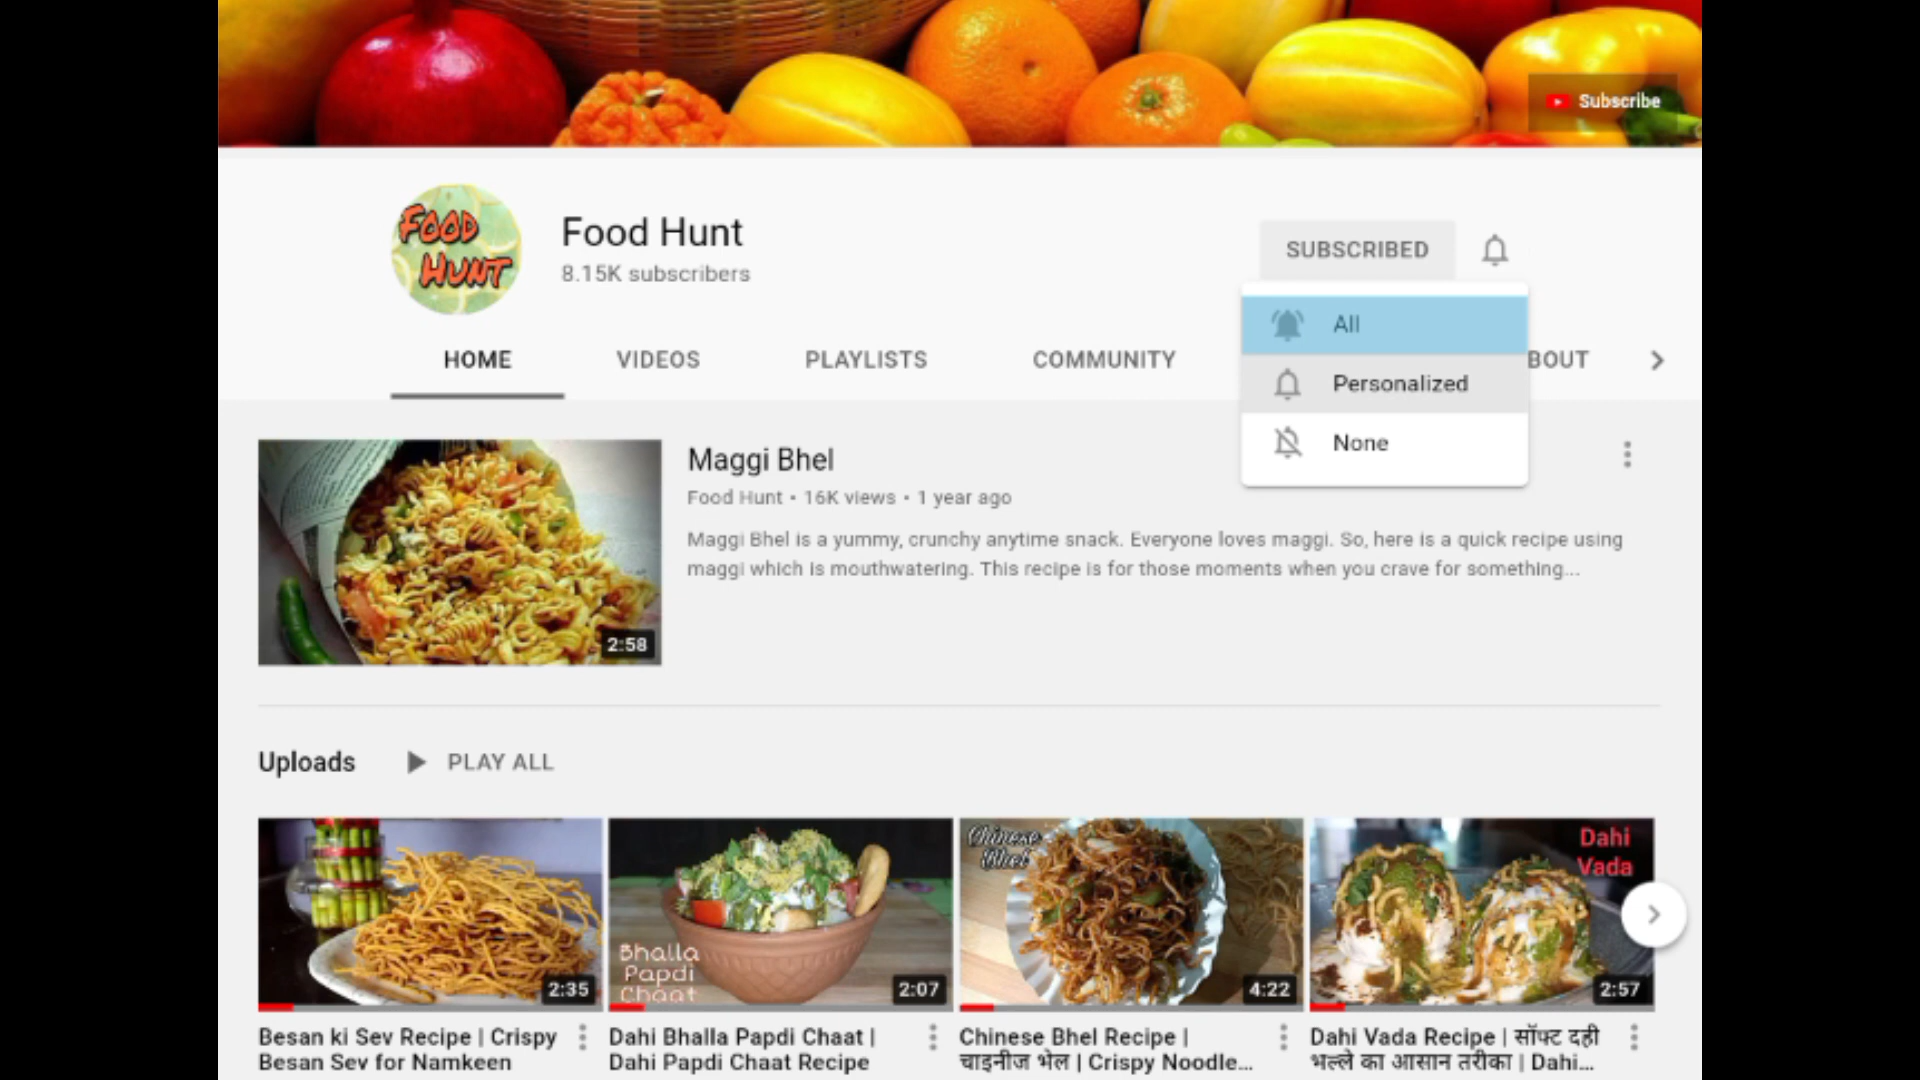 Subscribe
FOOD
HUNT
Food Hunt
8.15K subscribers
SUBSCRIBED
All
Personalized
None
HOME
VIDEOS
PLAYLISTS
COMMUNITY
BOUT
Maggi Bhel
Food Hunt • 16K views • 1 year ago
Maggi Bhel is a yummy, crunchy anytime snack. Everyone loves maggi. So, here is a quick recipe using
maggi which is mouthwatering. This recipe is for those moments when you crave for something...
2:58
Uploads
PLAY ALL
2:35
Bhalla
Papdi
Chaat
2:07
Chinese
Bhel
4:22
Dahi
Vada
2:57
Besan ki Sev Recipe | Crispy
Besan Sev for Namkeen
Dahi Bhalla Papdi Chaat |
Dahi Papdi Chaat Recipe
Chinese Bhel Recipe |
चाइनीज भेल | Crispy Noodle...
Dahi Vada Recipe | सॉफ्ट दही
भल्ले का आसान तरीका | Dahi...